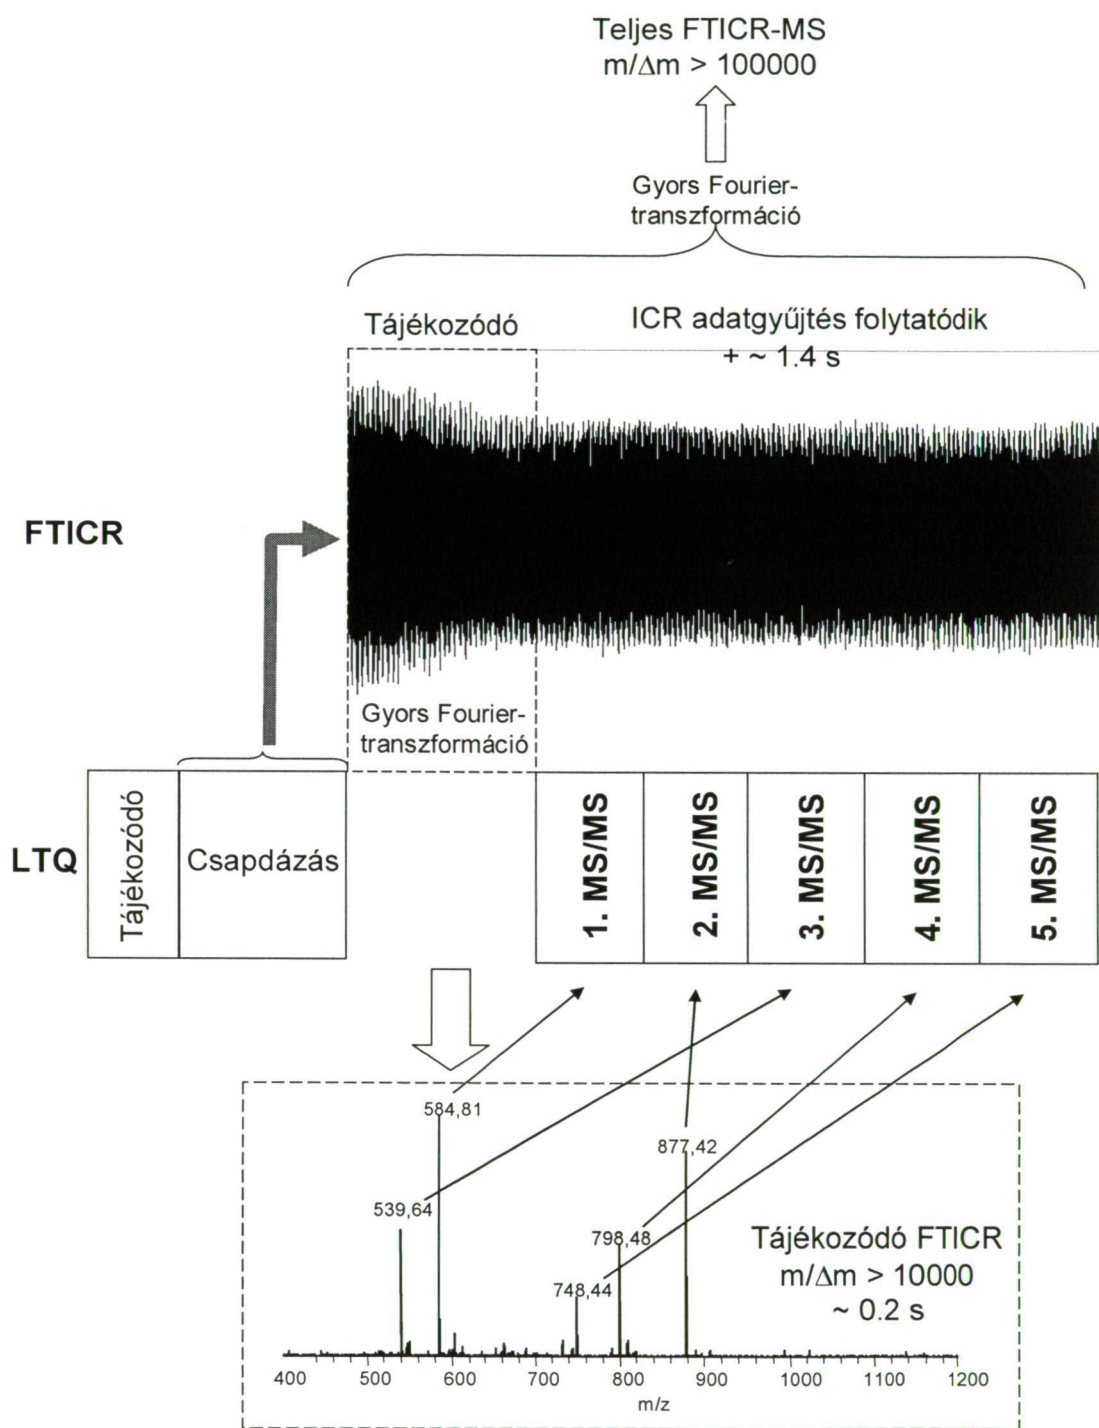 Teljes FTICR-MS
m/Δm > 100000
Gyors Fourier-
transzformáció
Tájékozódó
ICR adatgyűjtés folytatódik
+ ~ 1.4 s
FTICR
Gyors Fourier-
transzformáció
LTQ
Tájékozódó
Csapdázás
1. MS/MS
2. MS/MS
3. MS/MS
4. MS/MS
5. MS/MS
584,81
877,42
539,64
798,48
748,44
Tájékozódó FTICR
m/Δm > 10000
~ 0.2 s
400 500 600 700 800 900 1000 1100 1200
m/z